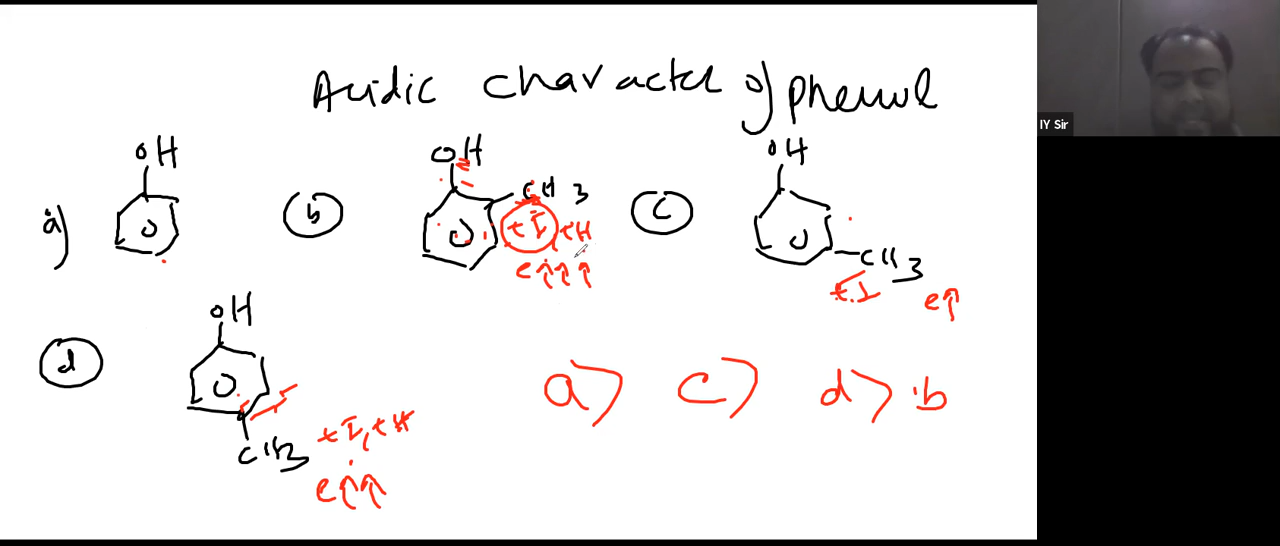 Acidic character of phenol
IY Sir
a)
OH
b
OH
CH3
+I +H
e↑↑↑
c
OH
CH3
+I
e↑
d
OH
CH3
+I, +H
e↑↑
a > c > d > b